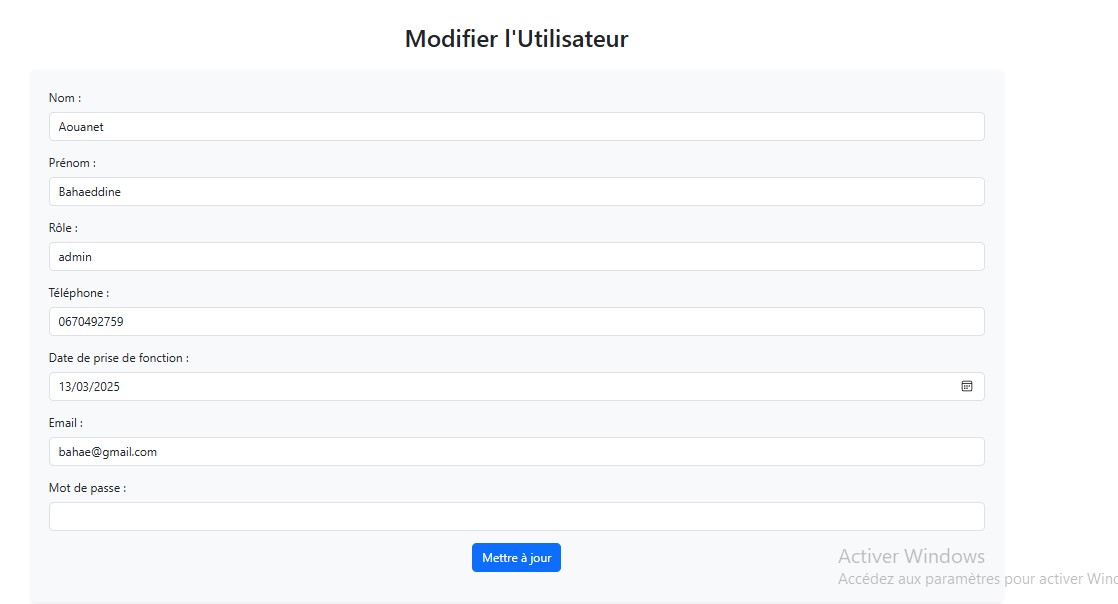 Modifier l'Utilisateur
Nom :
Aouanet
Prénom :
Bahaeddine
Rôle :
admin
Téléphone :
0670492759
Date de prise de fonction :
13/03/2025
Email :
bahae@gmail.com
Mot de passe :
Mettre à jour
Activer Windows
Accédez aux paramètres pour activer Winc